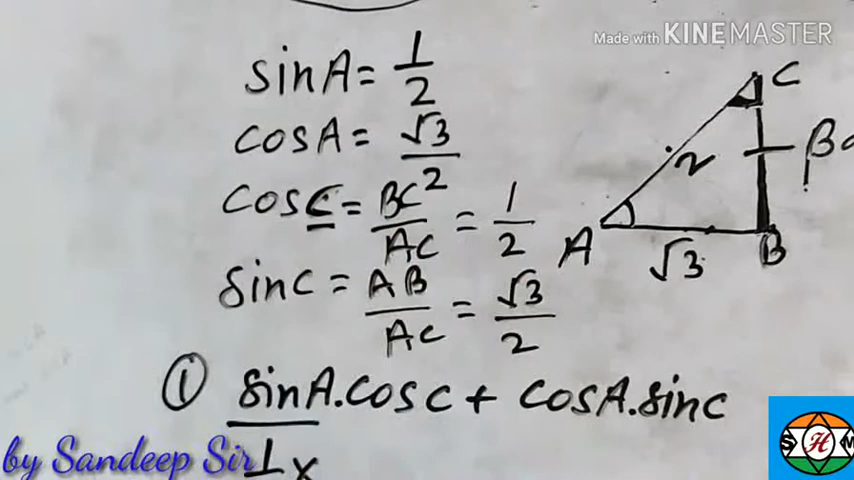 Made with KINEMASTER
sinA = 1/2
cosA = √3/2
cosC = BC/AC = 1/2
sinC = AB/AC = √3/2
C
2
A
√3
B
① sinA.cosC + cosA.sinC
1 x
by Sandeep Sir
S H M